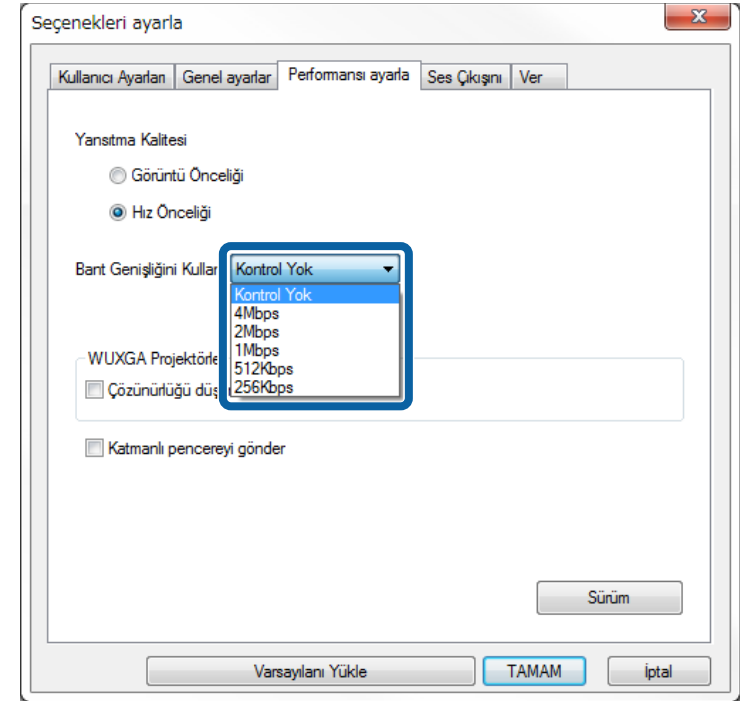 Seçenekleri ayarla
Kullanıcı Ayarları Genel ayarlar Performansı ayarla Ses Çıkışını Ver
Yansıtma Kalitesi
Görüntü Önceliği
Hız Önceliği
Bant Genişliğini Kullan Kontrol Yok
Kontrol Yok
4Mbps
2Mbps
1Mbps
WUXGA Projektörle
512Kbps
Çözünürlüğü düş 256Kbps
Katmanlı pencereyi gönder
Sürüm
Varsayılanı Yükle TAMAM İptal